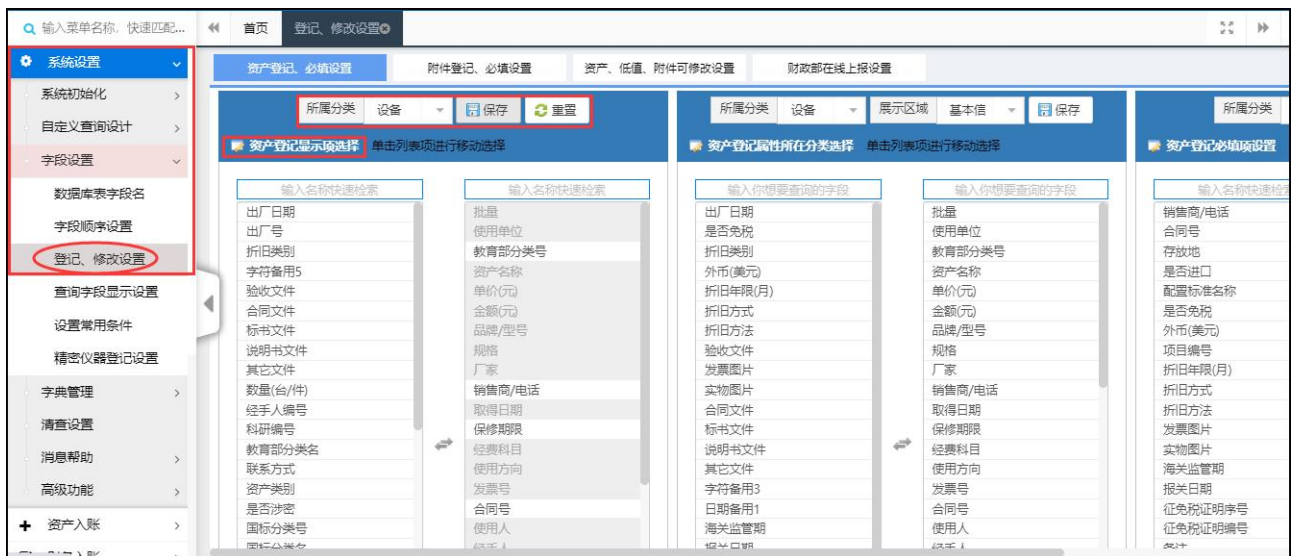 输入菜单名称，快速匹配...
首页
登记、修改设置
系统设置
系统初始化
自定义查询设计
字段设置
数据库表字段名
字段顺序设置
登记、修改设置
查询字段显示设置
设置常用条件
精密仪器登记设置
字典管理
清查设置
消息帮助
高级功能
资产入账
资产登记、必填设置
附件登记、必填设置
资产、低值、附件可修改设置
财政部在线上报设置
所属分类 设备 保存 重置
资产登记显示项选择 单击列表项进行移动选择
输入名称快速检索
出厂日期
出厂号
折旧类别
字符备用5
验收文件
合同文件
标书文件
说明书文件
其它文件
数量(台/件)
经手人编号
科研编号
教育部分类名
联系方式
资产类别
是否涉密
国标分类号
国标分类名
输入名称快速检索
批量
使用单位
教育部分类号
资产名称
单价(元)
金额(元)
品牌/型号
规格
厂家
销售商/电话
取得日期
保修期限
经费科目
使用方向
发票号
合同号
使用人
经手人
所属分类 设备 展示区域 基本信 保存
资产登记属性所在分类选择 单击列表项进行移动选择
输入你想要查询的字段
出厂日期
是否免税
折旧类别
外币(美元)
折旧年限(月)
折旧方式
折旧方法
验收文件
发票图片
实物图片
合同文件
标书文件
说明书文件
其它文件
字符备用3
日期备用1
海关监管期
报关日期
输入你想要查询的字段
批量
使用单位
教育部分类号
资产名称
单价(元)
金额(元)
品牌/型号
规格
厂家
销售商/电话
取得日期
保修期限
经费科目
使用方向
发票号
合同号
使用人
经手人
所属分类
资产登记必填项设置
输入名称快速检
销售商/电话
合同号
存放地
是否进口
配置标准名称
是否免税
外币(美元)
项目编号
折旧年限(月)
折旧方式
折旧方法
发票图片
实物图片
海关监管期
报关日期
征免税证明序号
征免税证明编号
备注